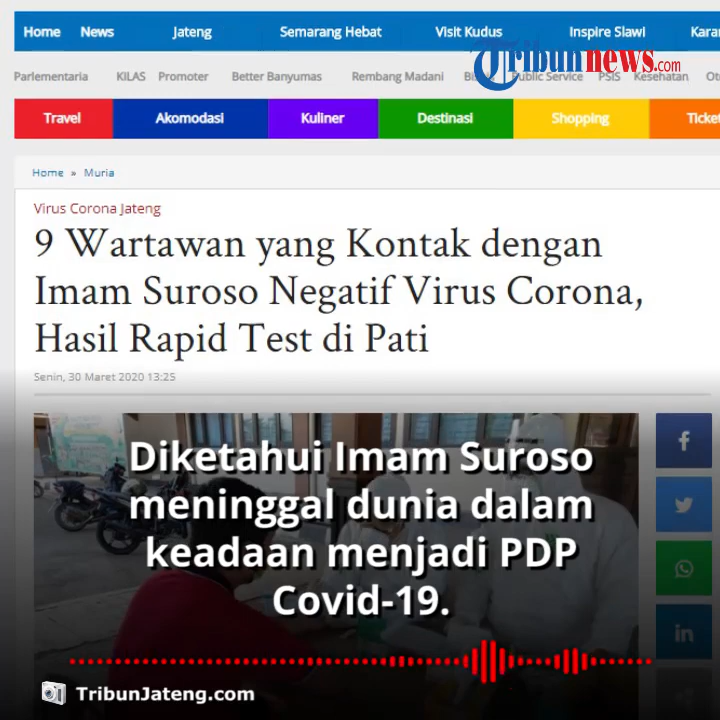 Home News Jateng Semarang Hebat Visit Kudus Inspire Slawi
Tribunnews.com
Parlementaria KILAS Promoter Better Banyumas Rembang Madani Public Service PSIS Kesehatan
Travel Akomodasi Kuliner Destinasi Shopping
Home » Muria
Virus Corona Jateng
9 Wartawan yang Kontak dengan
Imam Suroso Negatif Virus Corona,
Hasil Rapid Test di Pati
Senin, 30 Maret 2020 13:25
Diketahui Imam Suroso
meninggal dunia dalam
keadaan menjadi PDP
Covid-19.
TribunJateng.com